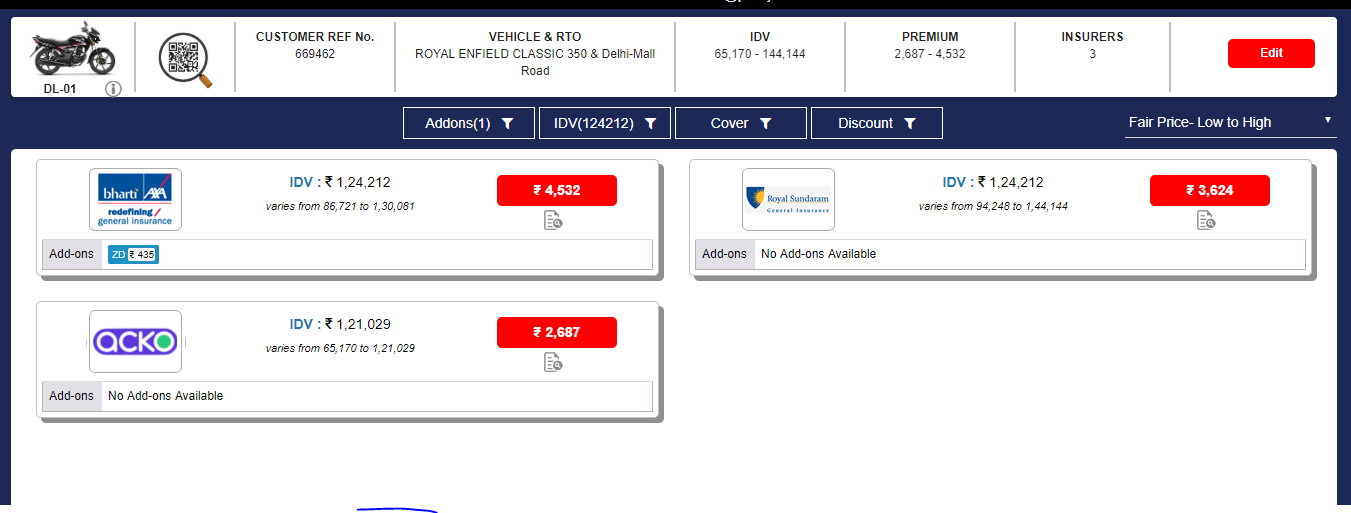 CUSTOMER REF No.
669462
VEHICLE & RTO
ROYAL ENFIELD CLASSIC 350 & Delhi-Mall
Road
IDV
65,170 - 144,144
PREMIUM
2,687 - 4,532
INSURERS
3
Edit
DL-01
Addons(1)
IDV(124212)
Cover
Discount
Fair Price- Low to High
bharti AXA
redefining /
general insurance
IDV : ₹ 1,24,212
varies from 86,721 to 1,30,081
₹ 4,532
Add-ons
ZD ₹ 435
Royal Sundaram
General Insurance
IDV : ₹ 1,24,212
varies from 94,248 to 1,44,144
₹ 3,624
Add-ons
No Add-ons Available
acko
IDV : ₹ 1,21,029
varies from 65,170 to 1,21,029
₹ 2,687
Add-ons
No Add-ons Available